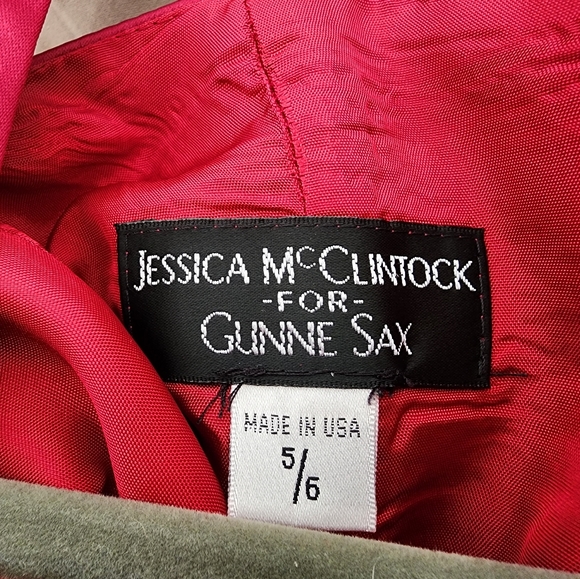 JESSICA McCLINTOCK
-FOR-
GUNNE SAX
MADE IN USA
5/6